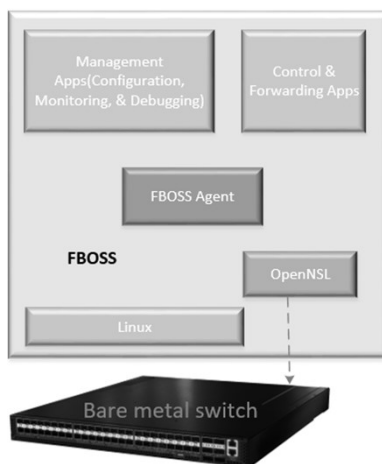 Management
Apps(Configuration,
Monitoring, & Debugging)
Control &
Forwarding Apps
FBOSS Agent
FBOSS
OpenNSL
Linux
Bare metal switch